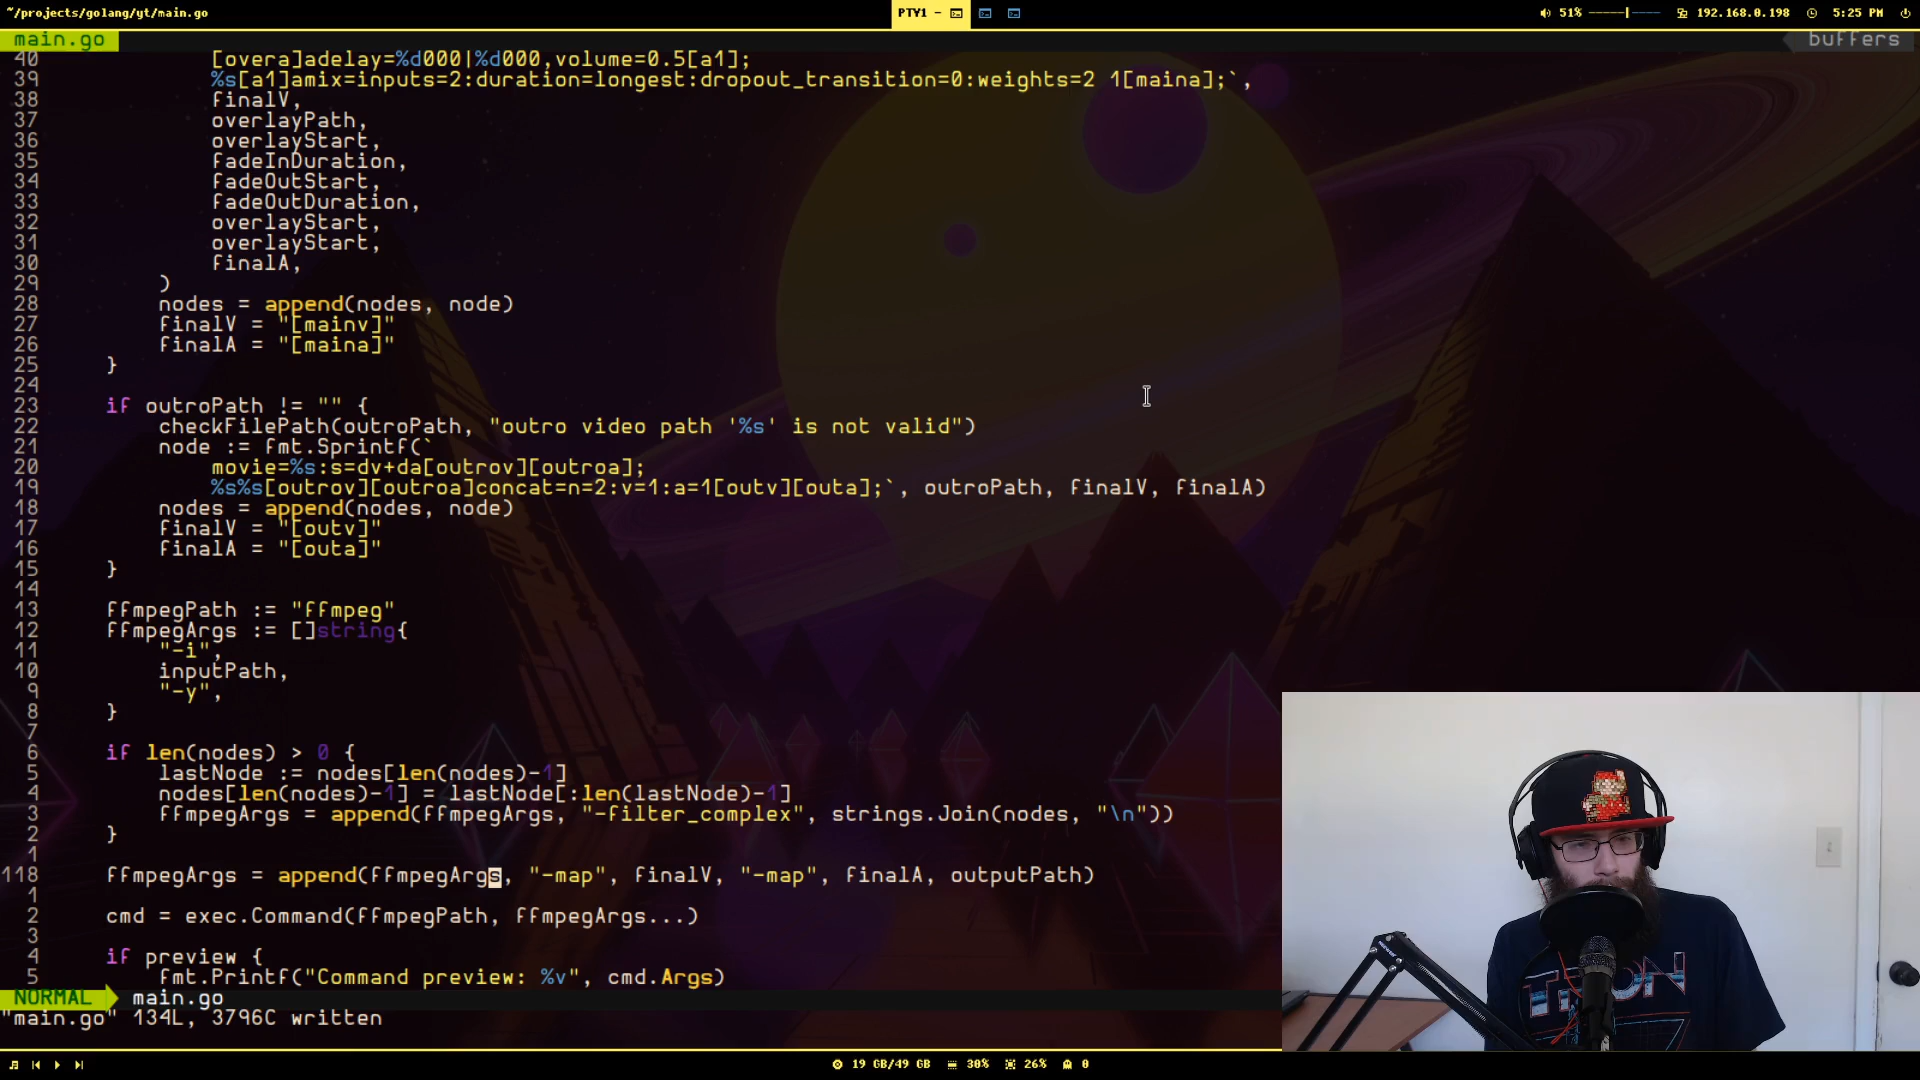 ~/projects/golang/yt/main.go
PTY1 -
51%
192.168.0.198
5:25 PM
main.go
buffers
40 [overa]adelay=%d000|%d000,volume=0.5[a1];
39 %s[a1]amix=inputs=2:duration=longest:dropout_transition=0:weights=2 1[maina];`,
38 finalV,
37 overlayPath,
36 overlayStart,
35 fadeInDuration,
34 fadeOutStart,
33 fadeOutDuration,
32 overlayStart,
31 overlayStart,
30 finalA,
29 )
28 nodes = append(nodes, node)
27 finalV = "[mainv]"
26 finalA = "[maina]"
25 }
24
23 if outroPath != "" {
22 checkFilePath(outroPath, "outro video path '%s' is not valid")
21 node := fmt.Sprintf(`
20 movie=%s:s=dv+da[outrov][outroa];
19 %s%s[outrov][outroa]concat=n=2:v=1:a=1[outv][outa];`, outroPath, finalV, finalA)
18 nodes = append(nodes, node)
17 finalV = "[outv]"
16 finalA = "[outa]"
15 }
14
13 ffmpegPath := "ffmpeg"
12 ffmpegArgs := []string{
11 "-i",
10 inputPath,
9 "-y",
8 }
7
6 if len(nodes) > 0 {
5 lastNode := nodes[len(nodes)-1]
4 nodes[len(nodes)-1] = lastNode[:len(lastNode)-1]
3 ffmpegArgs = append(ffmpegArgs, "-filter_complex", strings.Join(nodes, "\n"))
2 }
1
118 ffmpegArgs = append(ffmpegArgs, "-map", finalV, "-map", finalA, outputPath)
1
2 cmd = exec.Command(ffmpegPath, ffmpegArgs...)
3
4 if preview {
5 fmt.Printf("Command preview: %v", cmd.Args)
NORMAL main.go
"main.go" 134L, 3796C written
19 GB/49 GB
30%
26%
0
TRON